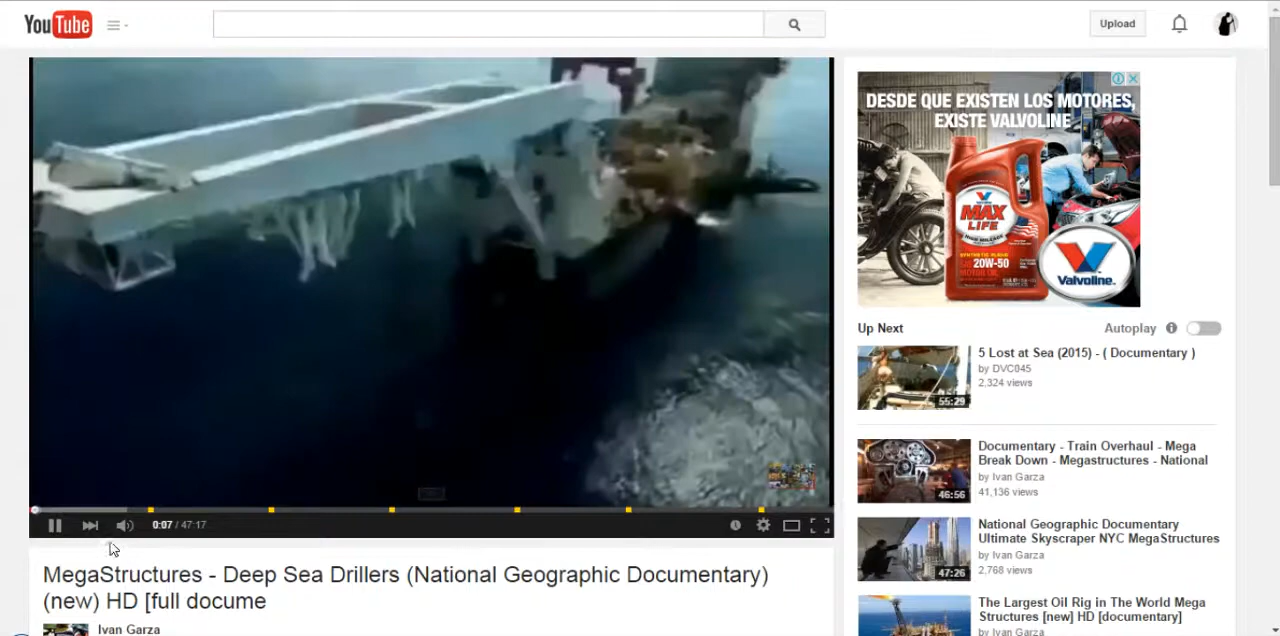 YouTube
Upload
DESDE QUE EXISTEN LOS MOTORES,
EXISTE VALVOLINE
MAX
LIFE
HIGH MILEAGE
20W-50
MOTOR OIL
Valvoline.
Up Next
Autoplay
5 Lost at Sea (2015) - ( Documentary )
by DVC045
2,324 views
55:29
Documentary - Train Overhaul - Mega
Break Down - Megastructures - National
by Ivan Garza
41,136 views
46:56
National Geographic Documentary
Ultimate Skyscraper NYC MegaStructures
by Ivan Garza
2,768 views
47:26
The Largest Oil Rig in The World Mega
Structures [new] HD [documentary]
by Ivan Garza
0:07 / 47:17
MegaStructures - Deep Sea Drillers (National Geographic Documentary)
(new) HD [full docume
Ivan Garza